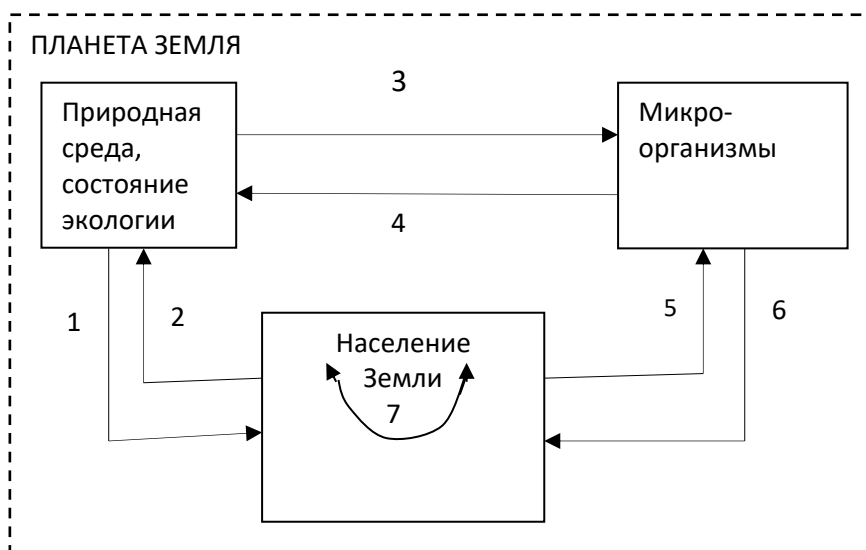 ПЛАНЕТА ЗЕМЛЯ
3
Природная
среда,
состояние
экологии
Микро-
организмы
4
1
2
5
6
Население
Земли
7